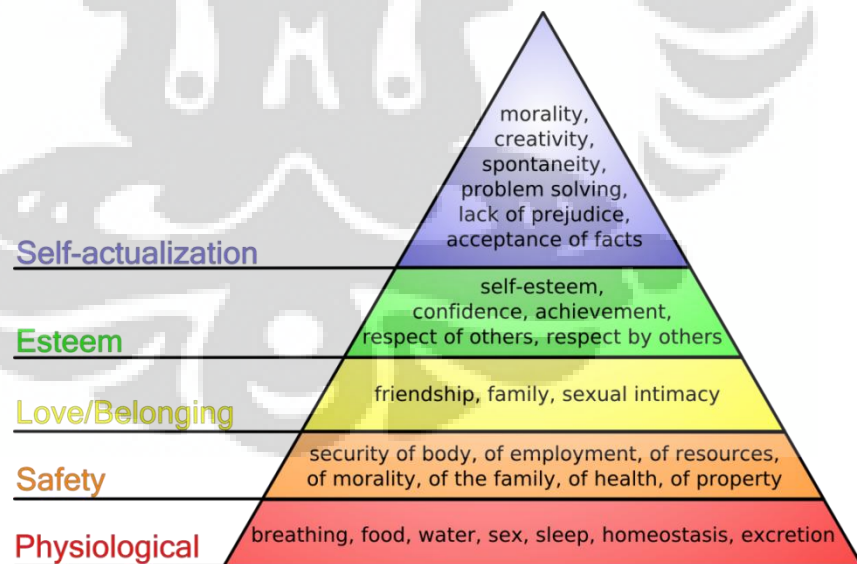 morality,
creativity,
spontaneity,
problem solving,
lack of prejudice,
acceptance of facts
Self-actualization
self-esteem,
confidence, achievement,
respect of others, respect by others
Esteem
friendship, family, sexual intimacy
Love/Belonging
security of body, of employment, of resources,
of morality, of the family, of health, of property
Safety
breathing, food, water, sex, sleep, homeostasis, excretion
Physiological